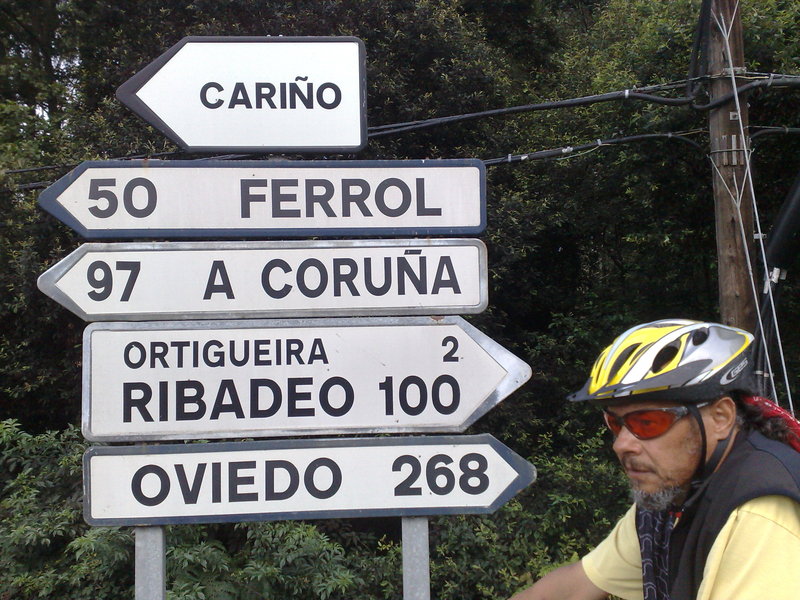 CARIÑO
50 FERROL
97 A CORUÑA
ORTIGUEIRA 2
RIBADEO 100
OVIEDO 268